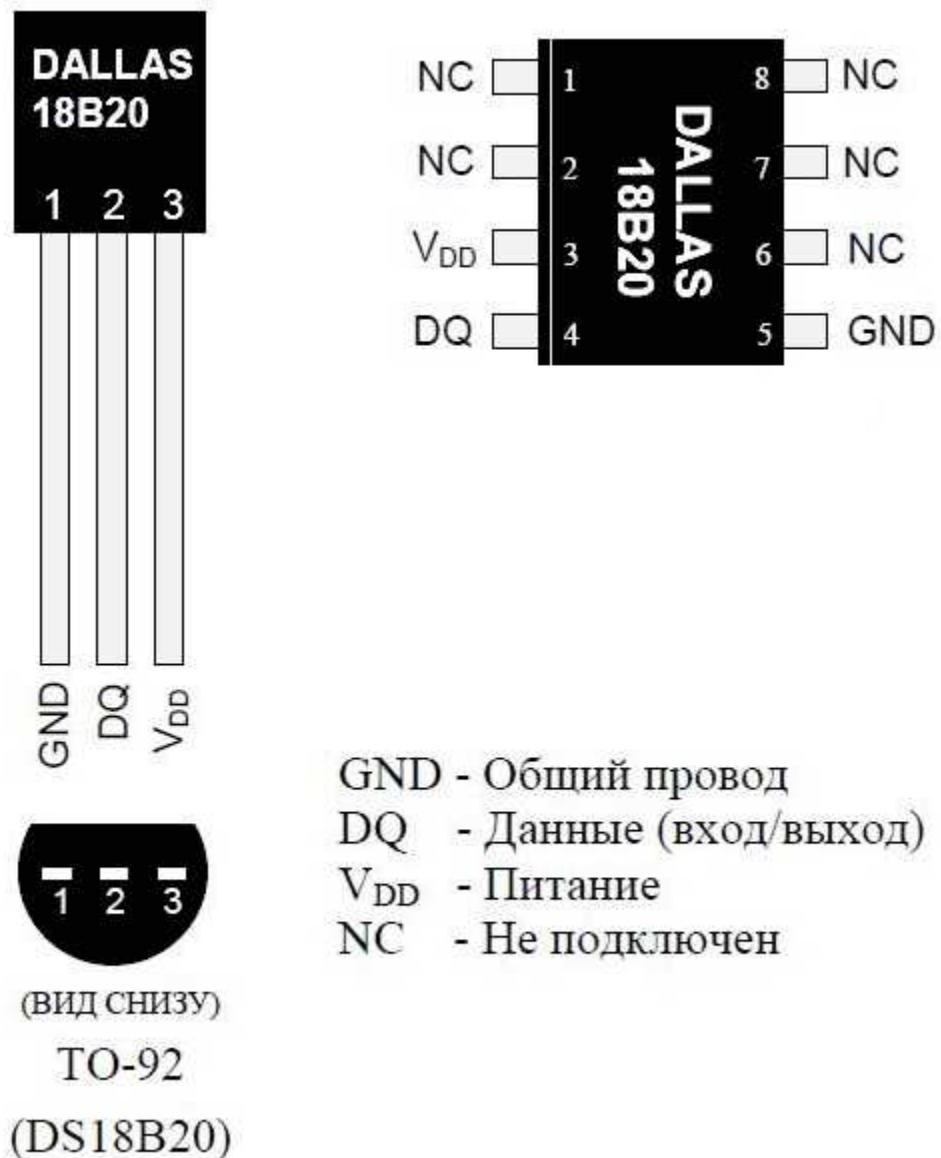 DALLAS
18B20
1 2 3
GND DQ VDD
1 2 3
(ВИД СНИЗУ)
TO-92
(DS18B20)
NC 1 8 NC
NC 2 7 NC
VDD 3 6 NC
DQ 4 5 GND
DALLAS
18B20
GND - Общий провод
DQ - Данные (вход/выход)
VDD - Питание
NC - Не подключен